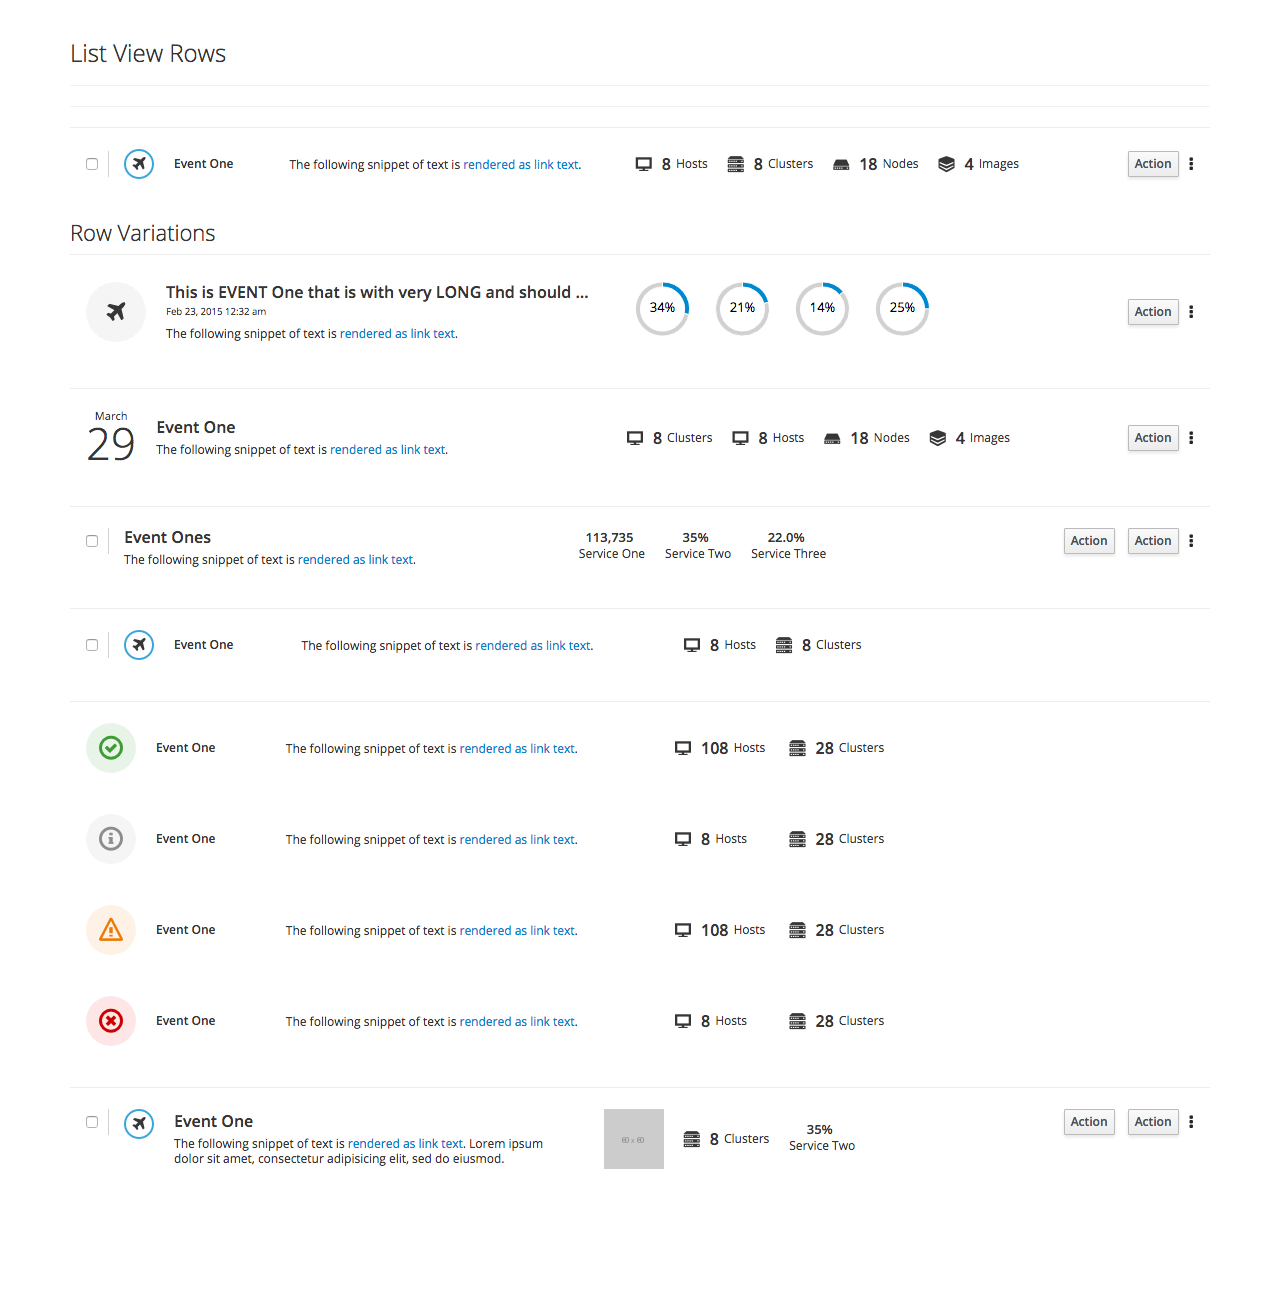 List View Rows
Event One The following snippet of text is rendered as link text. 8 Hosts 8 Clusters 18 Nodes 4 Images Action
Row Variations
This is EVENT One that is with very LONG and should ...
Feb 23, 2015 12:32 am
The following snippet of text is rendered as link text.
34% 21% 14% 25% Action
March
29
Event One
The following snippet of text is rendered as link text.
8 Clusters 8 Hosts 18 Nodes 4 Images Action
Event Ones
The following snippet of text is rendered as link text.
113,735 35% 22.0%
Service One Service Two Service Three
Action Action
Event One The following snippet of text is rendered as link text. 8 Hosts 8 Clusters
Event One The following snippet of text is rendered as link text. 108 Hosts 28 Clusters
Event One The following snippet of text is rendered as link text. 8 Hosts 28 Clusters
Event One The following snippet of text is rendered as link text. 108 Hosts 28 Clusters
Event One The following snippet of text is rendered as link text. 8 Hosts 28 Clusters
Event One
The following snippet of text is rendered as link text. Lorem ipsum
dolor sit amet, consectetur adipisicing elit, sed do eiusmod.
60 x 60
8 Clusters
35%
Service Two
Action Action